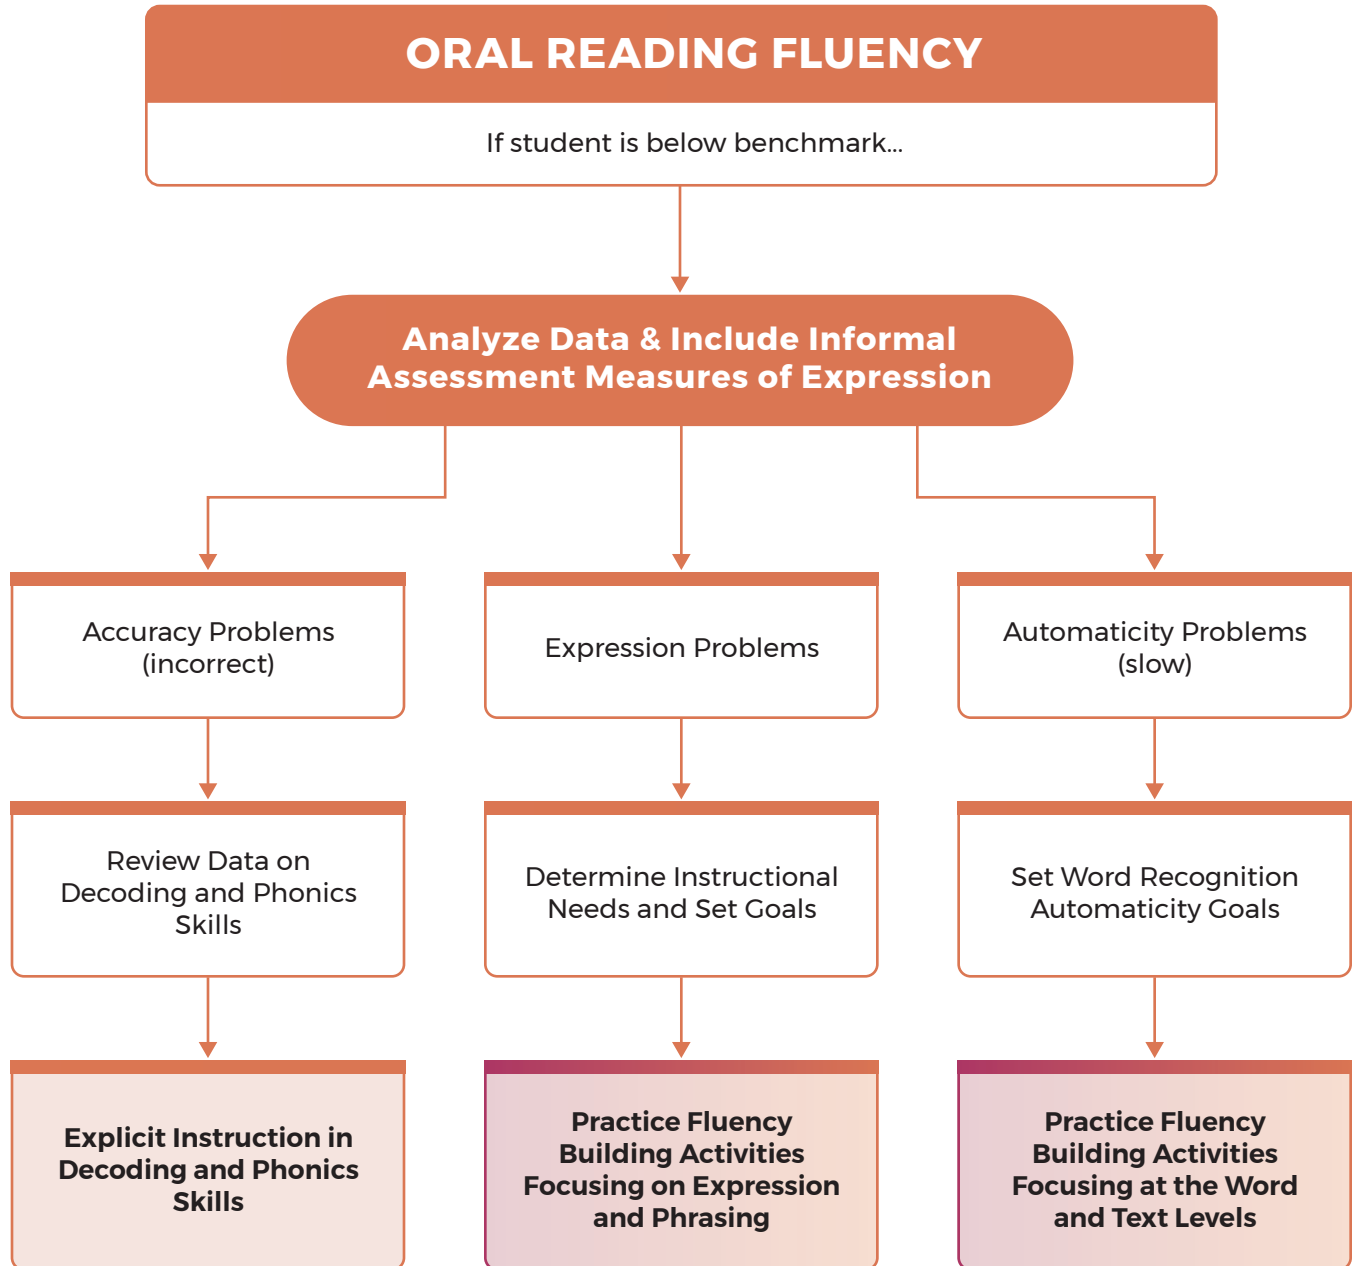 ORAL READING FLUENCY
If student is below benchmark...
Analyze Data & Include Informal
Assessment Measures of Expression
Accuracy Problems
(incorrect)
Expression Problems
Automaticity Problems
(slow)
Review Data on
Decoding and Phonics
Skills
Determine Instructional
Needs and Set Goals
Set Word Recognition
Automaticity Goals
Explicit Instruction in
Decoding and Phonics
Skills
Practice Fluency
Building Activities
Focusing on Expression
and Phrasing
Practice Fluency
Building Activities
Focusing at the Word
and Text Levels